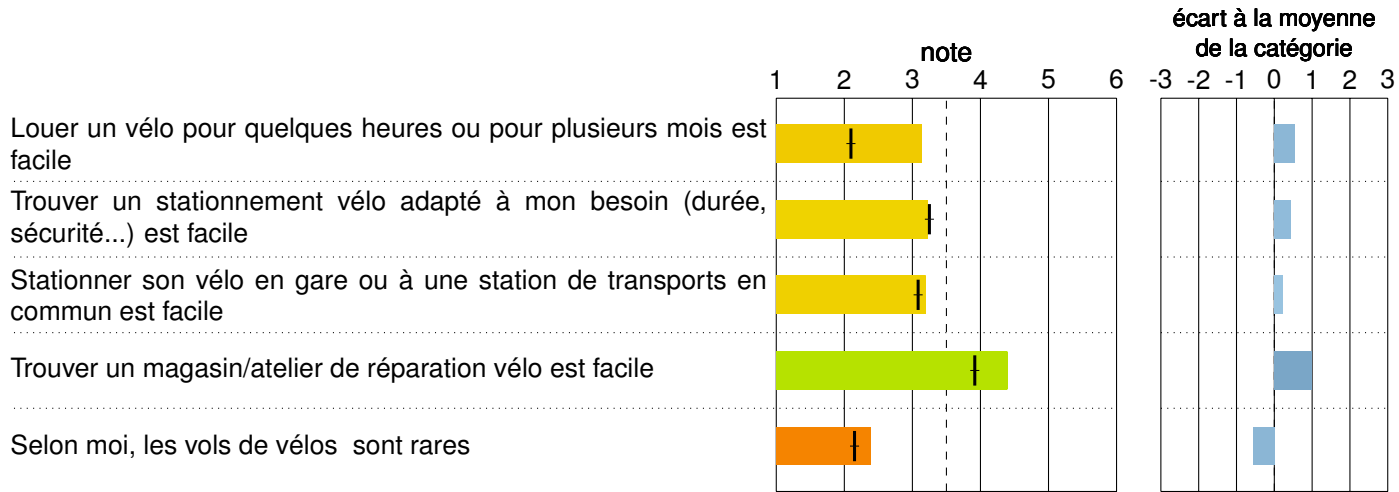 écart à la moyenne
note de la catégorie
1 2 3 4 5 6 -3 -2 -1 0 1 2 3
Louer un vélo pour quelques heures ou pour plusieurs mois est
facile
Trouver un stationnement vélo adapté à mon besoin (durée,
sécurité...) est facile
Stationner son vélo en gare ou à une station de transports en
commun est facile
Trouver un magasin/atelier de réparation vélo est facile
Selon moi, les vols de vélos sont rares